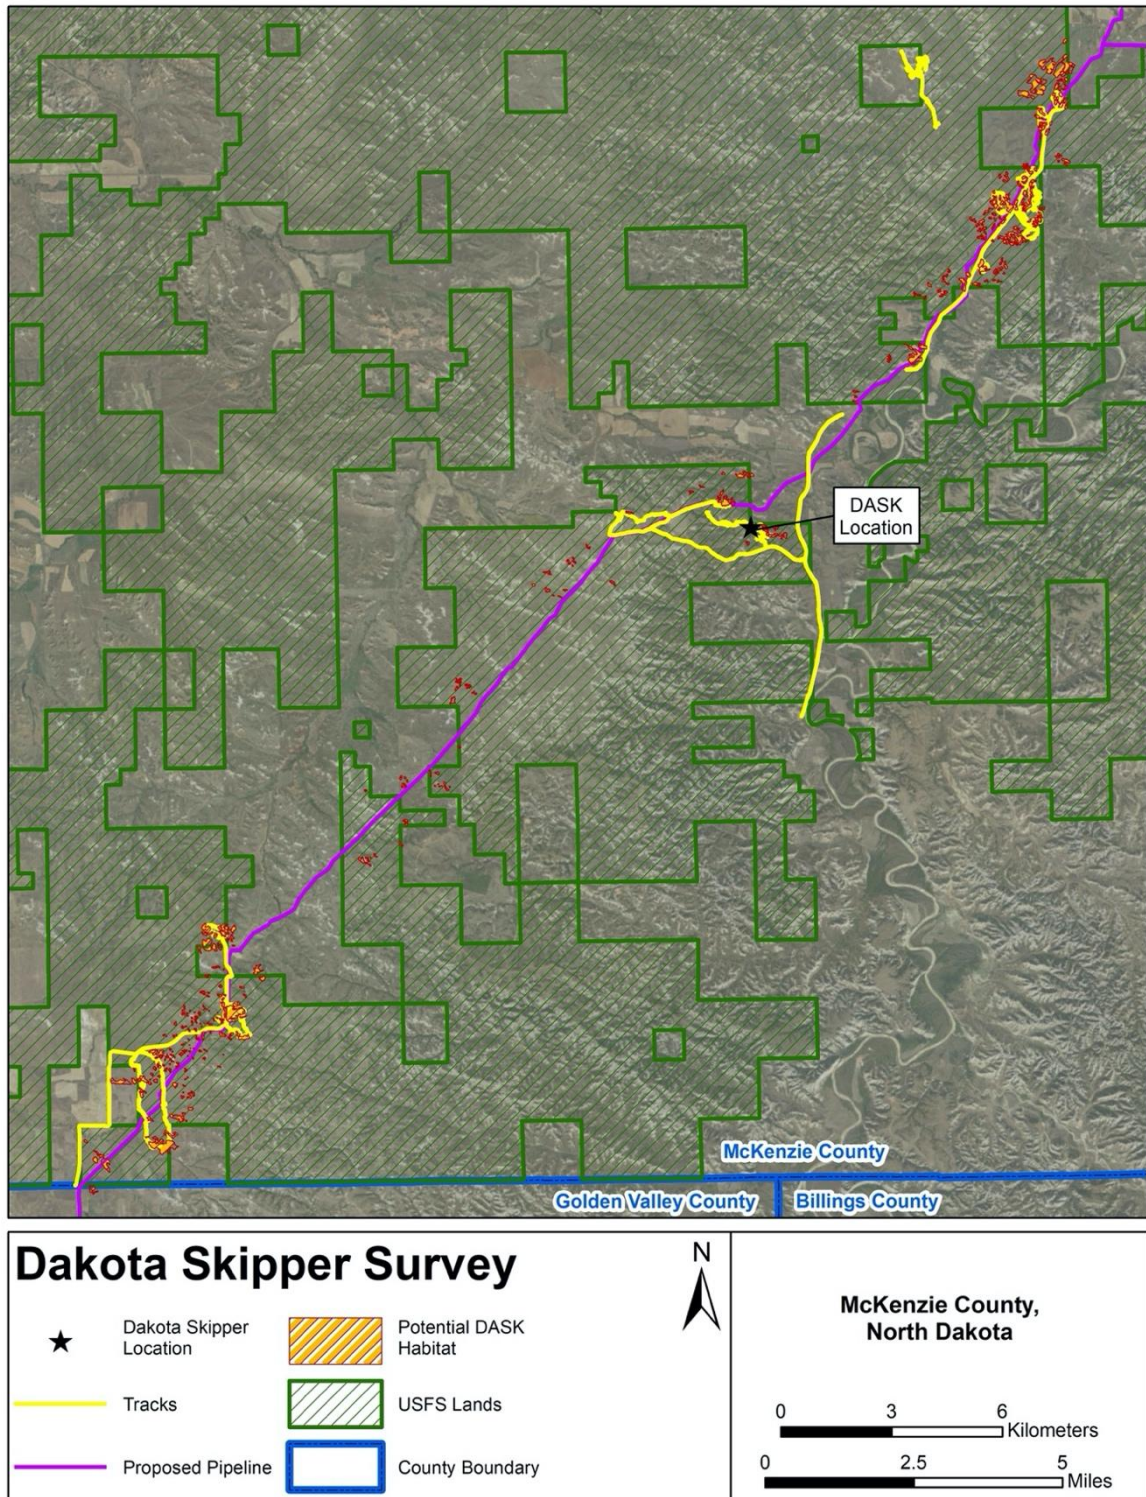 DASK
Location
McKenzie County
Golden Valley County
Billings County
Dakota Skipper Survey
N
Dakota Skipper
Location
Potential DASK
Habitat
Tracks
USFS Lands
Proposed Pipeline
County Boundary
McKenzie County,
North Dakota
0 3 6
Kilometers
0 2.5 5
Miles